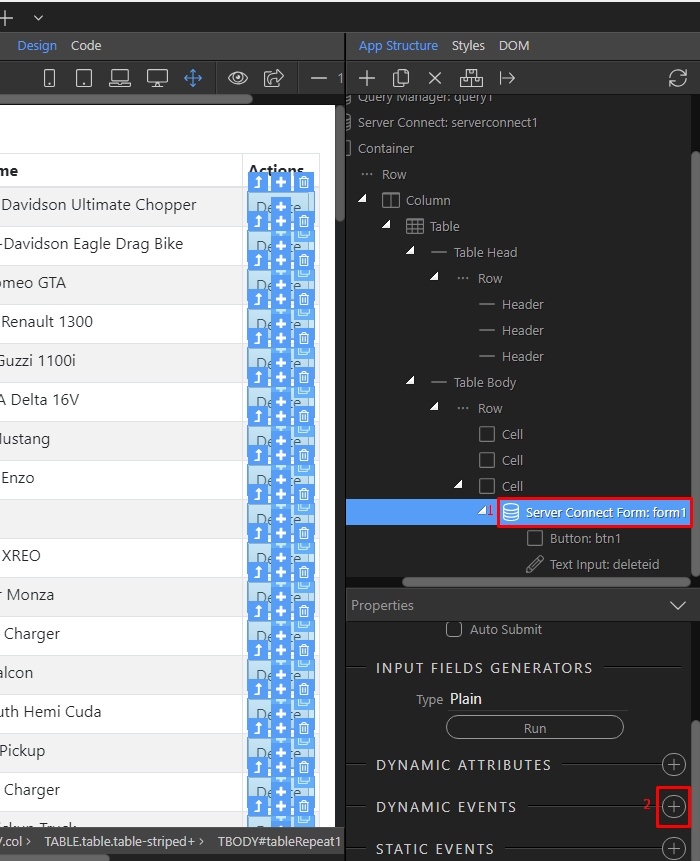 Design Code
App Structure Styles DOM
1
Query Manager: query1
Server Connect: serverconnect1
Container
Row
Column
Table
Table Head
Row
Header
Header
Header
Table Body
Row
Cell
Cell
Cell
1 Server Connect Form: form1
Button: btn1
Text Input: deleteid
Properties
Auto Submit
INPUT FIELDS GENERATORS
Type Plain
Run
DYNAMIC ATTRIBUTES
DYNAMIC EVENTS 2
STATIC EVENTS
me Actions
Davidson Ultimate Chopper
-Davidson Eagle Drag Bike
omeo GTA
Renault 1300
Guzzi 1100i
A Delta 16V
Mustang
Enzo
XREO
r Monza
Charger
alcon
uth Hemi Cuda
Pickup
Charger
ickup Truck
.col > TABLE.table.table-striped+ > TBODY#tableRepeat1